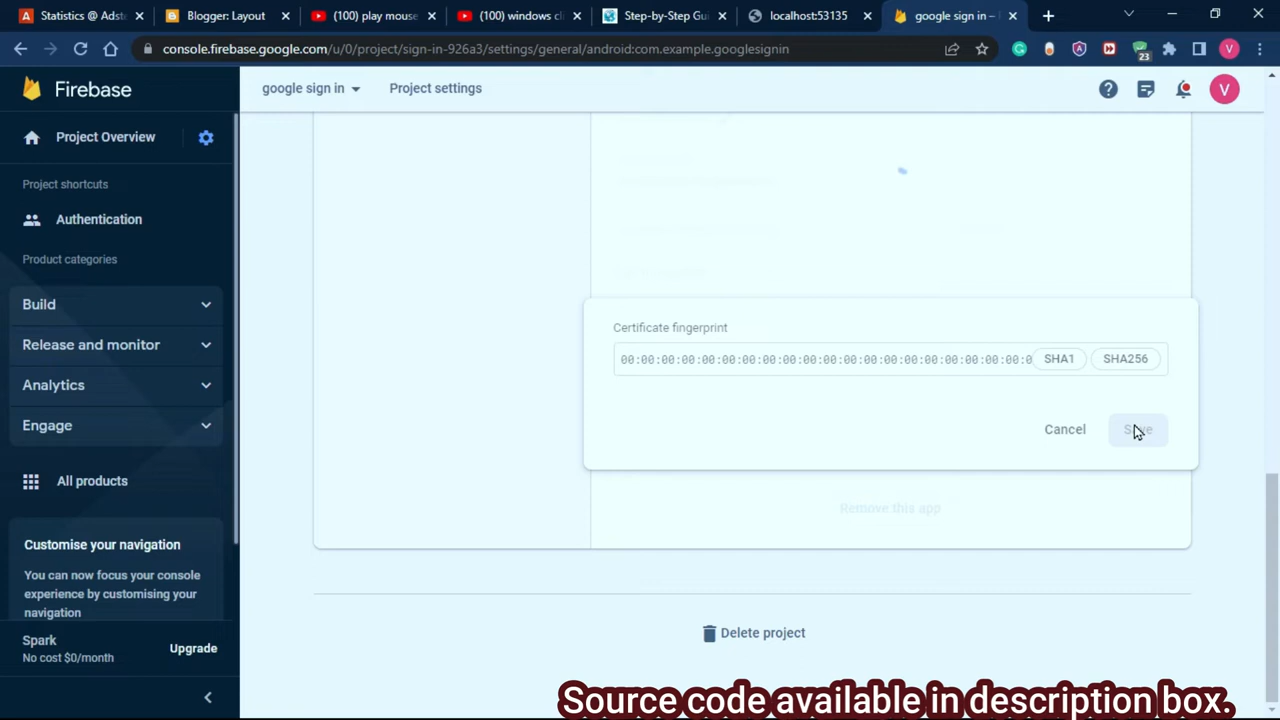 Statistics @ Adst
Blogger: Layout
(100) play mouse
(100) windows cli
Step-by-Step Gui
localhost:53135
google sign in – F
console.firebase.google.com/u/0/project/sign-in-926a3/settings/general/android:com.example.googlesignin
23
V
Firebase
google sign in
Project settings
V
Project Overview
Project shortcuts
Authentication
Product categories
Build
Release and monitor
Analytics
Engage
All products
Customise your navigation
You can now focus your console
experience by customising your
navigation
Spark
No cost $0/month
Upgrade
Certificate fingerprint
00:00:00:00:00:00:00:00:00:00:00:00:00:00:00:00:00:00:00:00:0
SHA1
SHA256
Cancel
Save
Remove this app
Delete project
Source code available in description box.